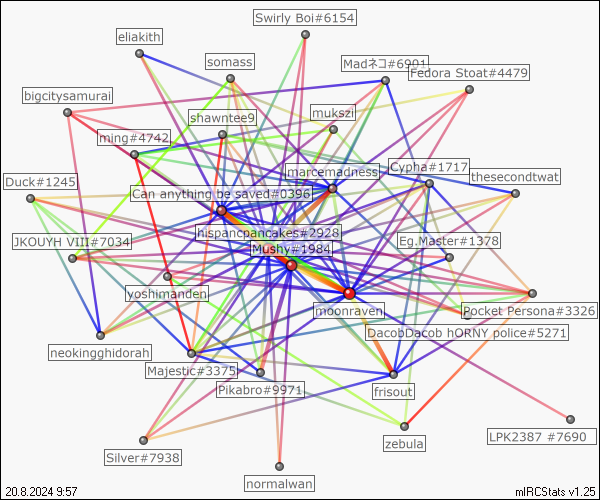 Swirly Boi#6154
eliakith
somass
Madネコ#6901
Fedora Stoat#4479
bigcitysamurai
shawntee9
mukszi
ming#4742
marcemadness
Cypha#1717
thesecondtwat
Duck#1245
Can anything be saved#0396
hispancpancakes#2928
JKOUYH VIII#7034
Mushy#1984
Eg.Master#1378
yoshimanden
moonraven
Pocket Persona#3326
DacobDacob hORNY police#5271
neokingghidorah
Majestic#3375
Pikabro#9971
frisout
LPK2387 #7690
zebula
Silver#7938
normalwan
20.8.2024 9:57
mIRCStats v1.25